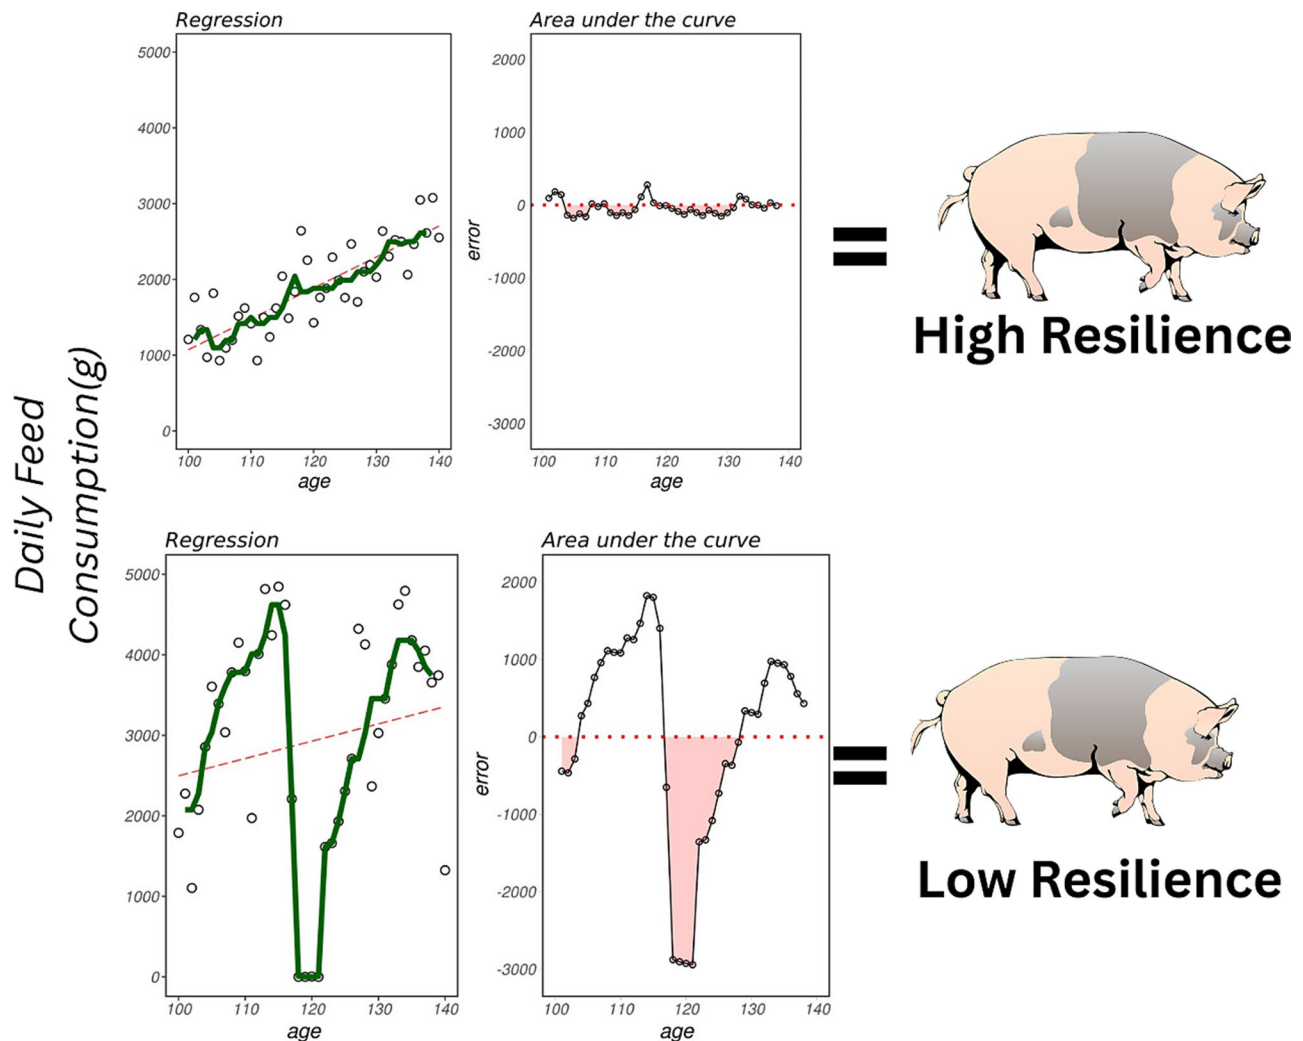 Regression
Area under the curve
5000
4000
3000
2000
1000
0
100 110 120 130 140
age
2000
1000
0
-1000
-2000
-3000
error
100 110 120 130 140
age
High Resilience
Daily Feed
Consumption(g)
Regression
Area under the curve
5000
4000
3000
2000
1000
0
100 110 120 130 140
age
2000
1000
0
-1000
-2000
-3000
error
100 110 120 130 140
age
Low Resilience